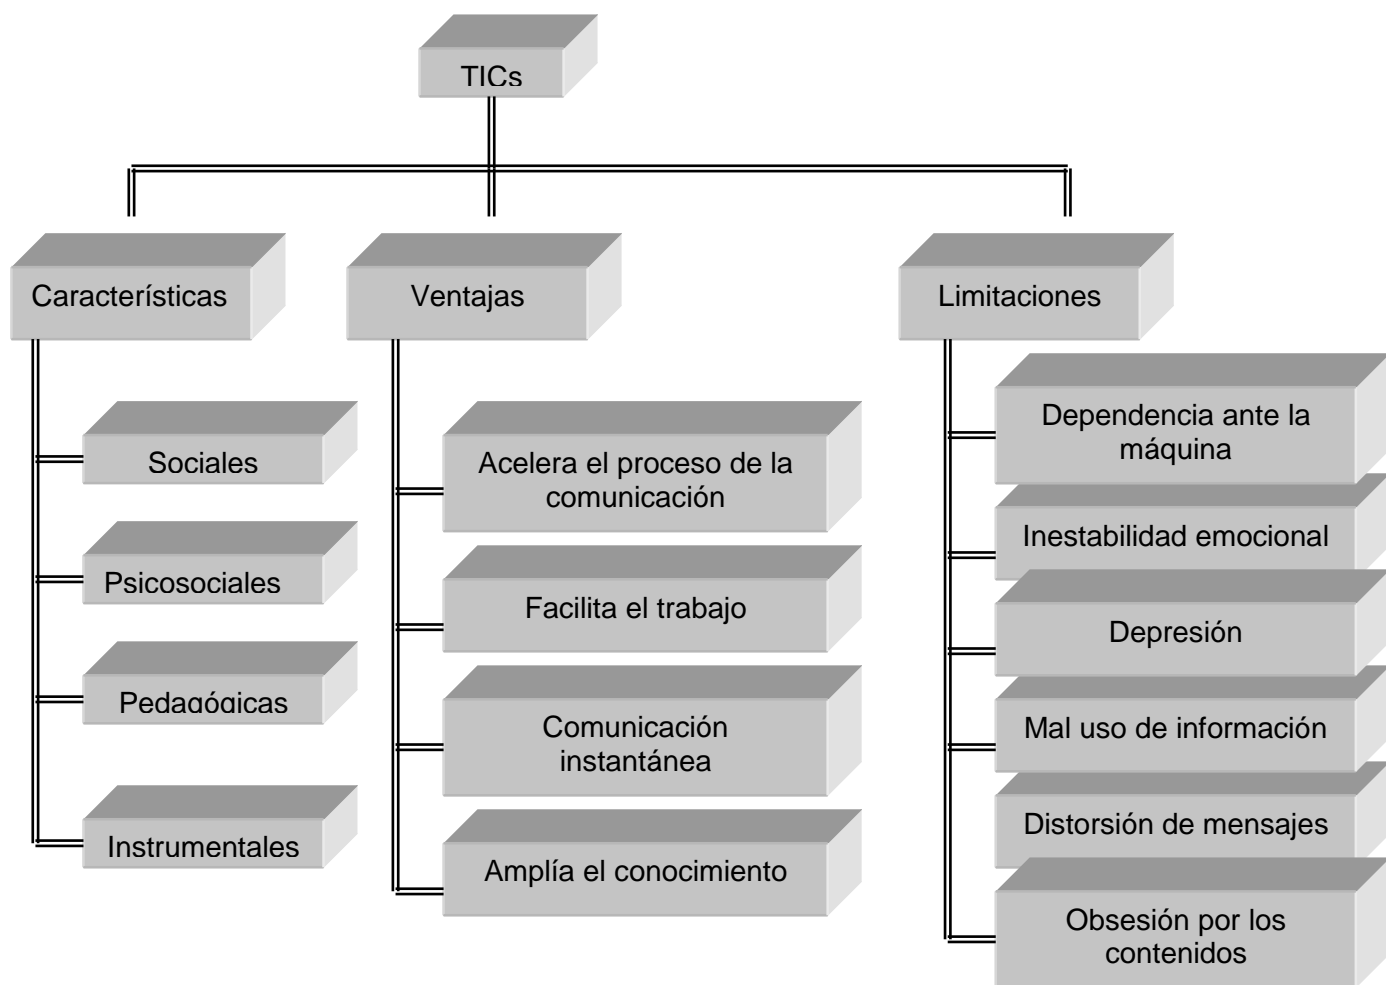 TICs
Características
Sociales
Psicosociales
Pedagógicas
Instrumentales
Ventajas
Acelera el proceso de la
comunicación
Facilita el trabajo
Comunicación
instantánea
Amplía el conocimiento
Limitaciones
Dependencia ante la
máquina
Inestabilidad emocional
Depresión
Mal uso de información
Distorsión de mensajes
Obsesión por los
contenidos